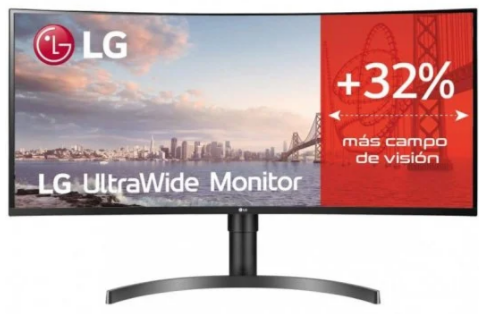 LG
LG UltraWide Monitor
+32%
más campo
de visión
LG